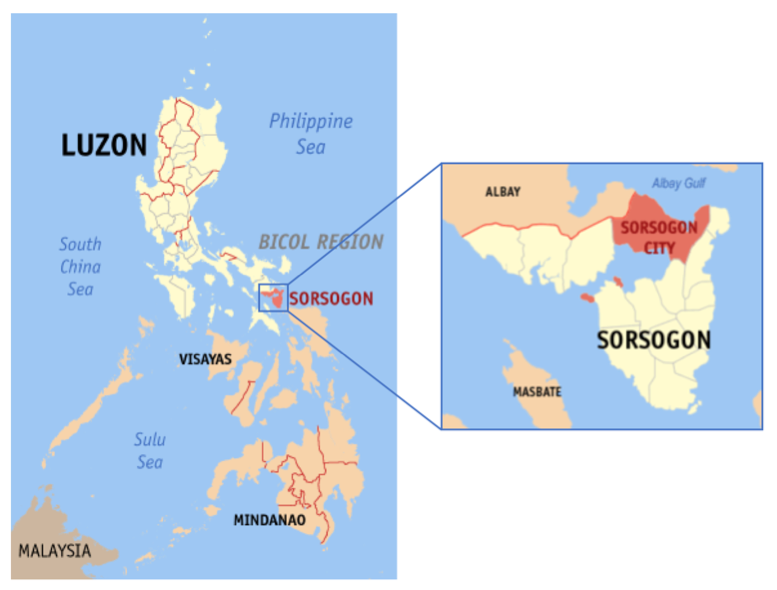 LUZON
Philippine
Sea
South
China
Sea
BICOL REGION
SORSOGON
VISAYAS
Sulu
Sea
MINDANAO
MALAYSIA
ALBAY
Albay Gulf
SORSOGON
CITY
SORSOGON
MASBATE